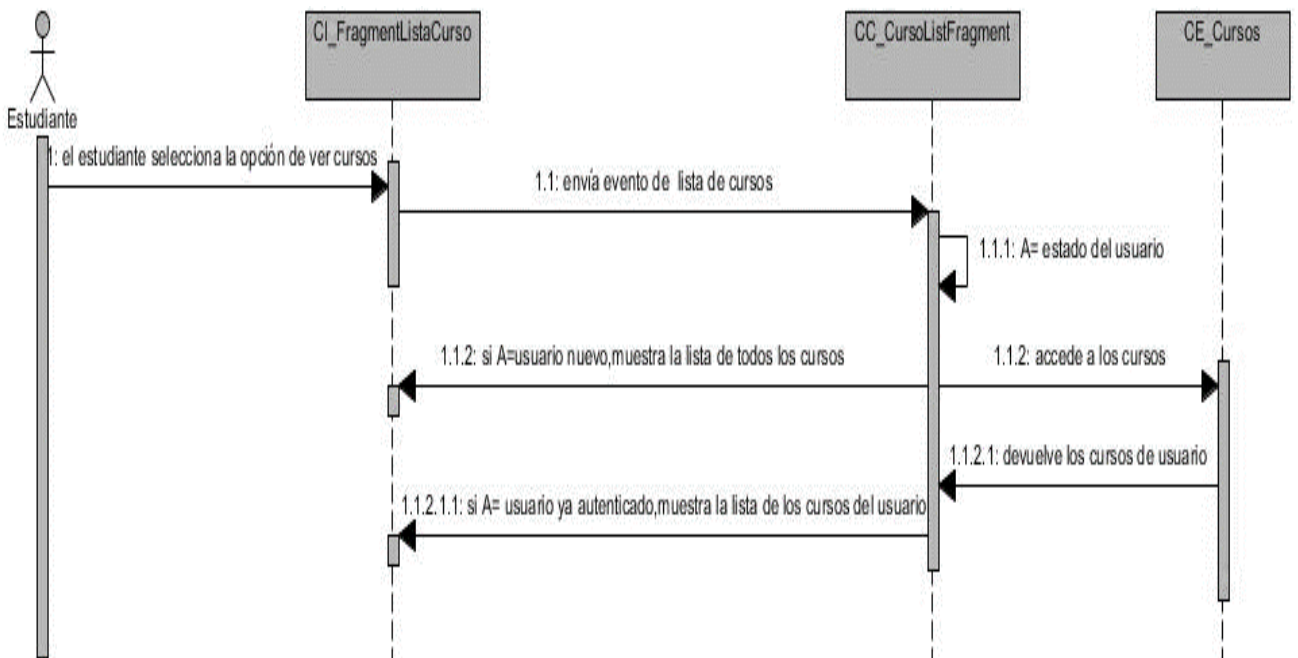 CI_FragmentListaCurso
CC_CursoListFragment
CE_Cursos
Estudiante
1: el estudiante selecciona la opción de ver cursos
1.1: envía evento de lista de cursos
1.1.1: A= estado del usuario
1.1.2: si A=usuario nuevo,muestra la lista de todos los cursos
1.1.2: accede a los cursos
1.1.2.1: devuelve los cursos de usuario
1.1.2.1.1: si A= usuario ya autenticado,muestra la lista de los cursos del usuario